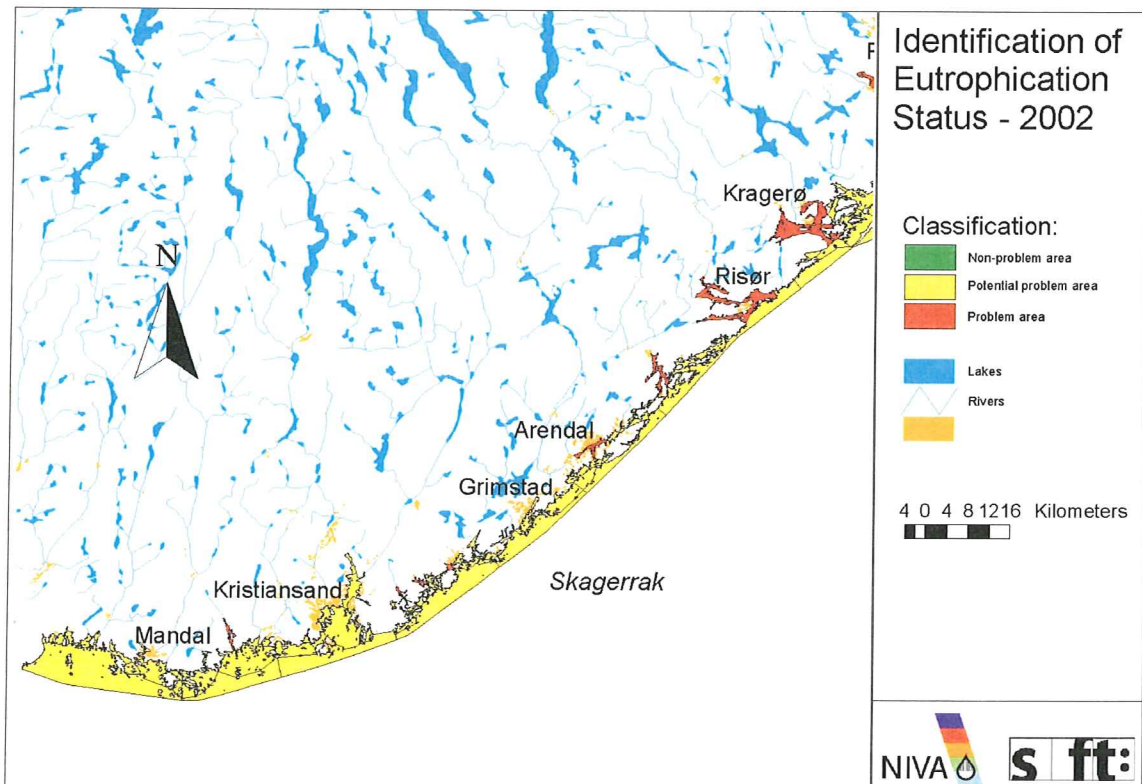 Identification of
Eutrophication
Status - 2002
Kragerø
Risør
Arendal
Grimstad
Kristiansand
Mandal
Skagerrak
N
Classification:
Non-problem area
Potential problem area
Problem area
Lakes
Rivers
4 0 4 8 12 16 Kilometers
NIVA
sft: